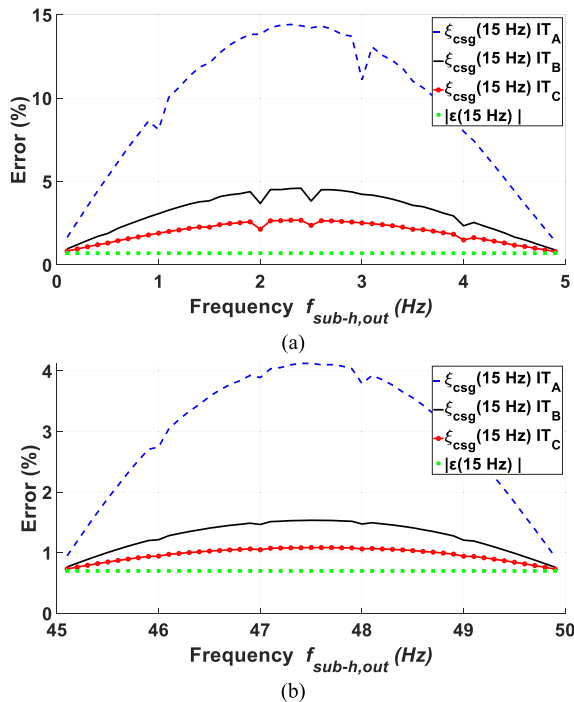 15
10
5
0
Error (%)
ξcsg(15 Hz) ITA
ξcsg(15 Hz) ITB
ξcsg(15 Hz) ITC
|ε(15 Hz) |
0 1 2 3 4 5
Frequency fsub-h,out (Hz)
(a)
4
3
2
1
0
Error (%)
ξcsg(15 Hz) ITA
ξcsg(15 Hz) ITB
ξcsg(15 Hz) ITC
|ε(15 Hz) |
45 46 47 48 49 50
Frequency fsub-h,out (Hz)
(b)